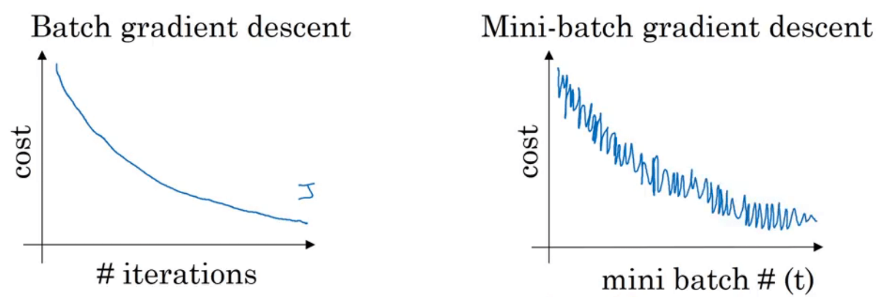 Batch gradient descent
cost
J
# iterations
Mini-batch gradient descent
cost
mini batch # (t)